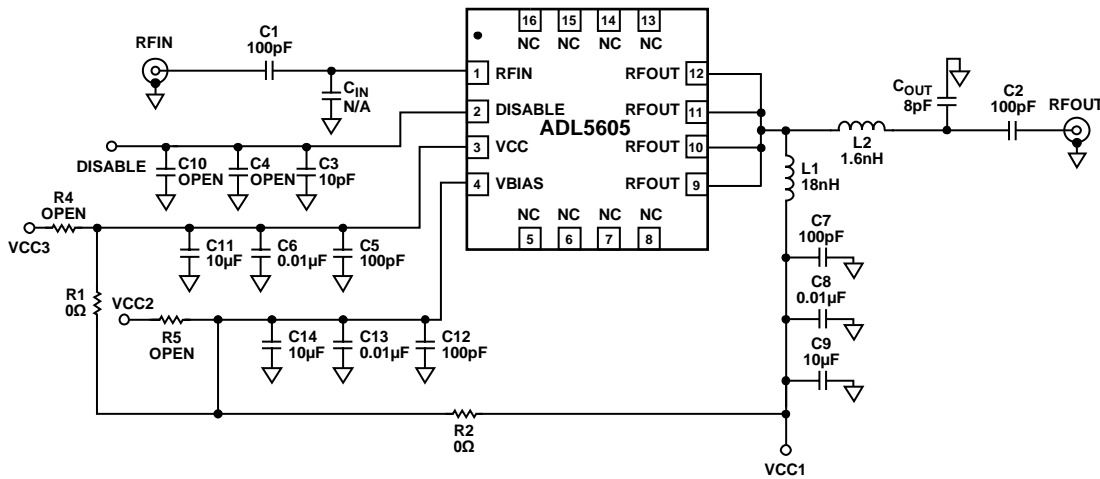 16
15
14
13
NC
NC
NC
NC
RFIN
C1
100pF
1
RFIN
RFOUT
12
CIN
N/A
2
DISABLE
RFOUT
11
ADL5605
COUT
8pF
C2
100pF
RFOUT
DISABLE
C10
OPEN
C4
OPEN
C3
10pF
3
VCC
RFOUT
10
L2
1.6nH
4
VBIAS
RFOUT
9
L1
18nH
R4
OPEN
VCC3
NC
NC
NC
NC
5
6
7
8
C11
10µF
C6
0.01µF
C5
100pF
C7
100pF
R1
0Ω
VCC2
R5
OPEN
C8
0.01µF
C14
10µF
C13
0.01µF
C12
100pF
C9
10µF
R2
0Ω
VCC1